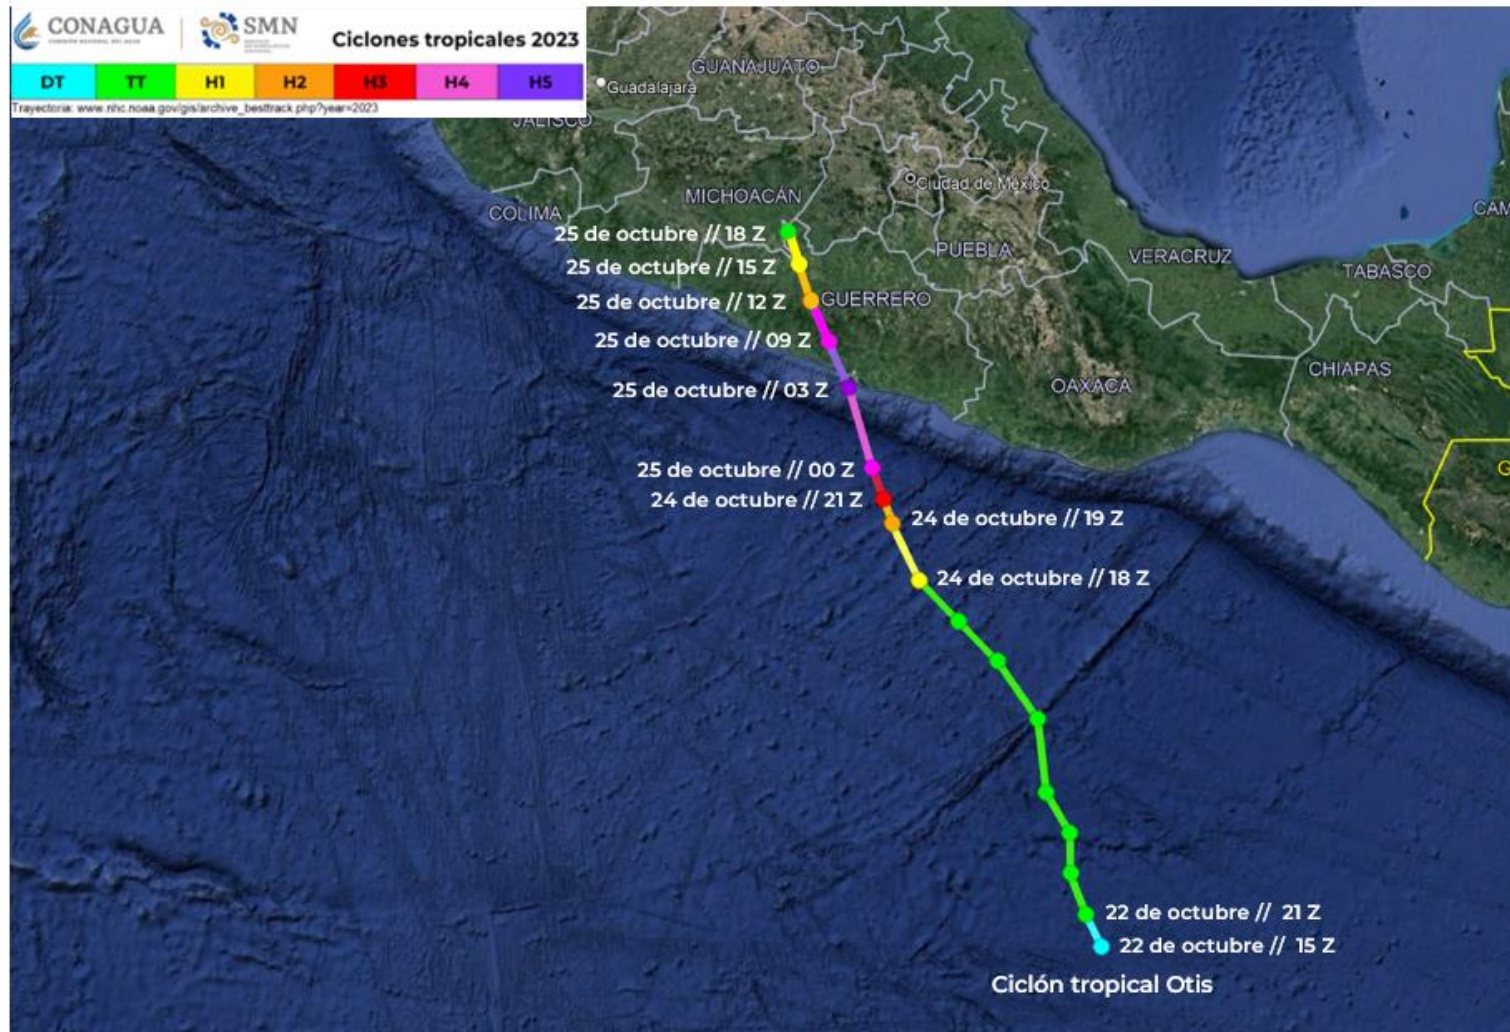 CONAGUA
SMN
Ciclones tropicales 2023
DT TT H1 H2 H3 H4 H5
Trayectoria: www.nhc.noaa.gov/gis/archive_besttrack.php?year=2023
GUANAJUATO
Guadalajara
JALISCO
Ciudad de México
MICHOACÁN
COLIMA
CAM
25 de octubre // 18 Z
PUEBLA
VERACRUZ
25 de octubre // 15 Z
TABASCO
25 de octubre // 12 Z
GUERRERO
25 de octubre // 09 Z
CHIAPAS
25 de octubre // 03 Z
OAXACA
25 de octubre // 00 Z
G
24 de octubre // 21 Z
24 de octubre // 19 Z
24 de octubre // 18 Z
22 de octubre // 21 Z
22 de octubre // 15 Z
Ciclón tropical Otis